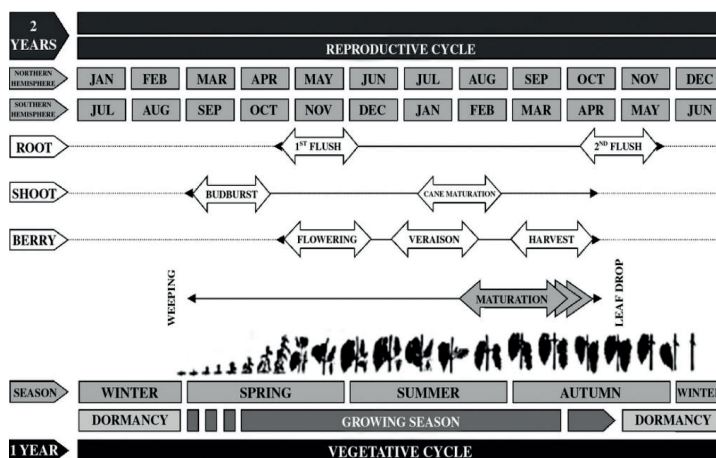 2
YEARS
REPRODUCTIVE CYCLE
NORTHERN
HEMISPHERE
JAN FEB MAR APR MAY JUN JUL AUG SEP OCT NOV DEC
SOUTHERN
HEMISPHERE
JUL AUG SEP OCT NOV DEC JAN FEB MAR APR MAY JUN
ROOT 1ST FLUSH 2ND FLUSH
SHOOT BUDBURST CANE MATURATION
BERRY FLOWERING VERAISON HARVEST
WEEPING
MATURATION
LEAF DROP
SEASON WINTER SPRING SUMMER AUTUMN WINTER
DORMANCY GROWING SEASON DORMANCY
1 YEAR VEGETATIVE CYCLE